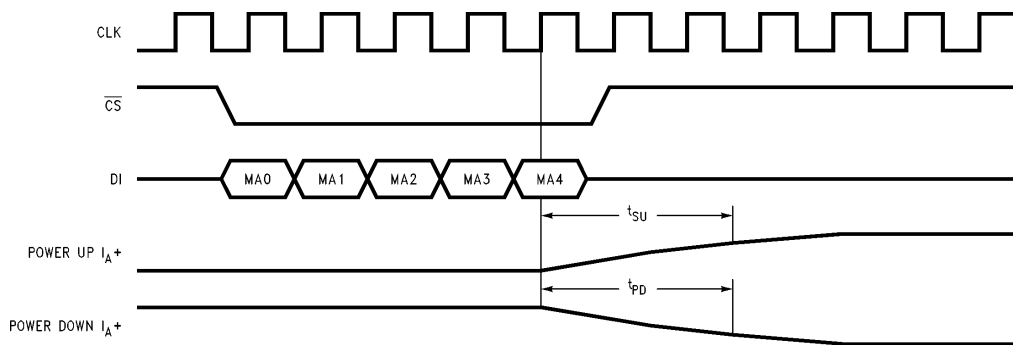 CLK
CS
DI
MA0 MA1 MA2 MA3 MA4
tSU
POWER UP IA+
tPD
POWER DOWN IA+